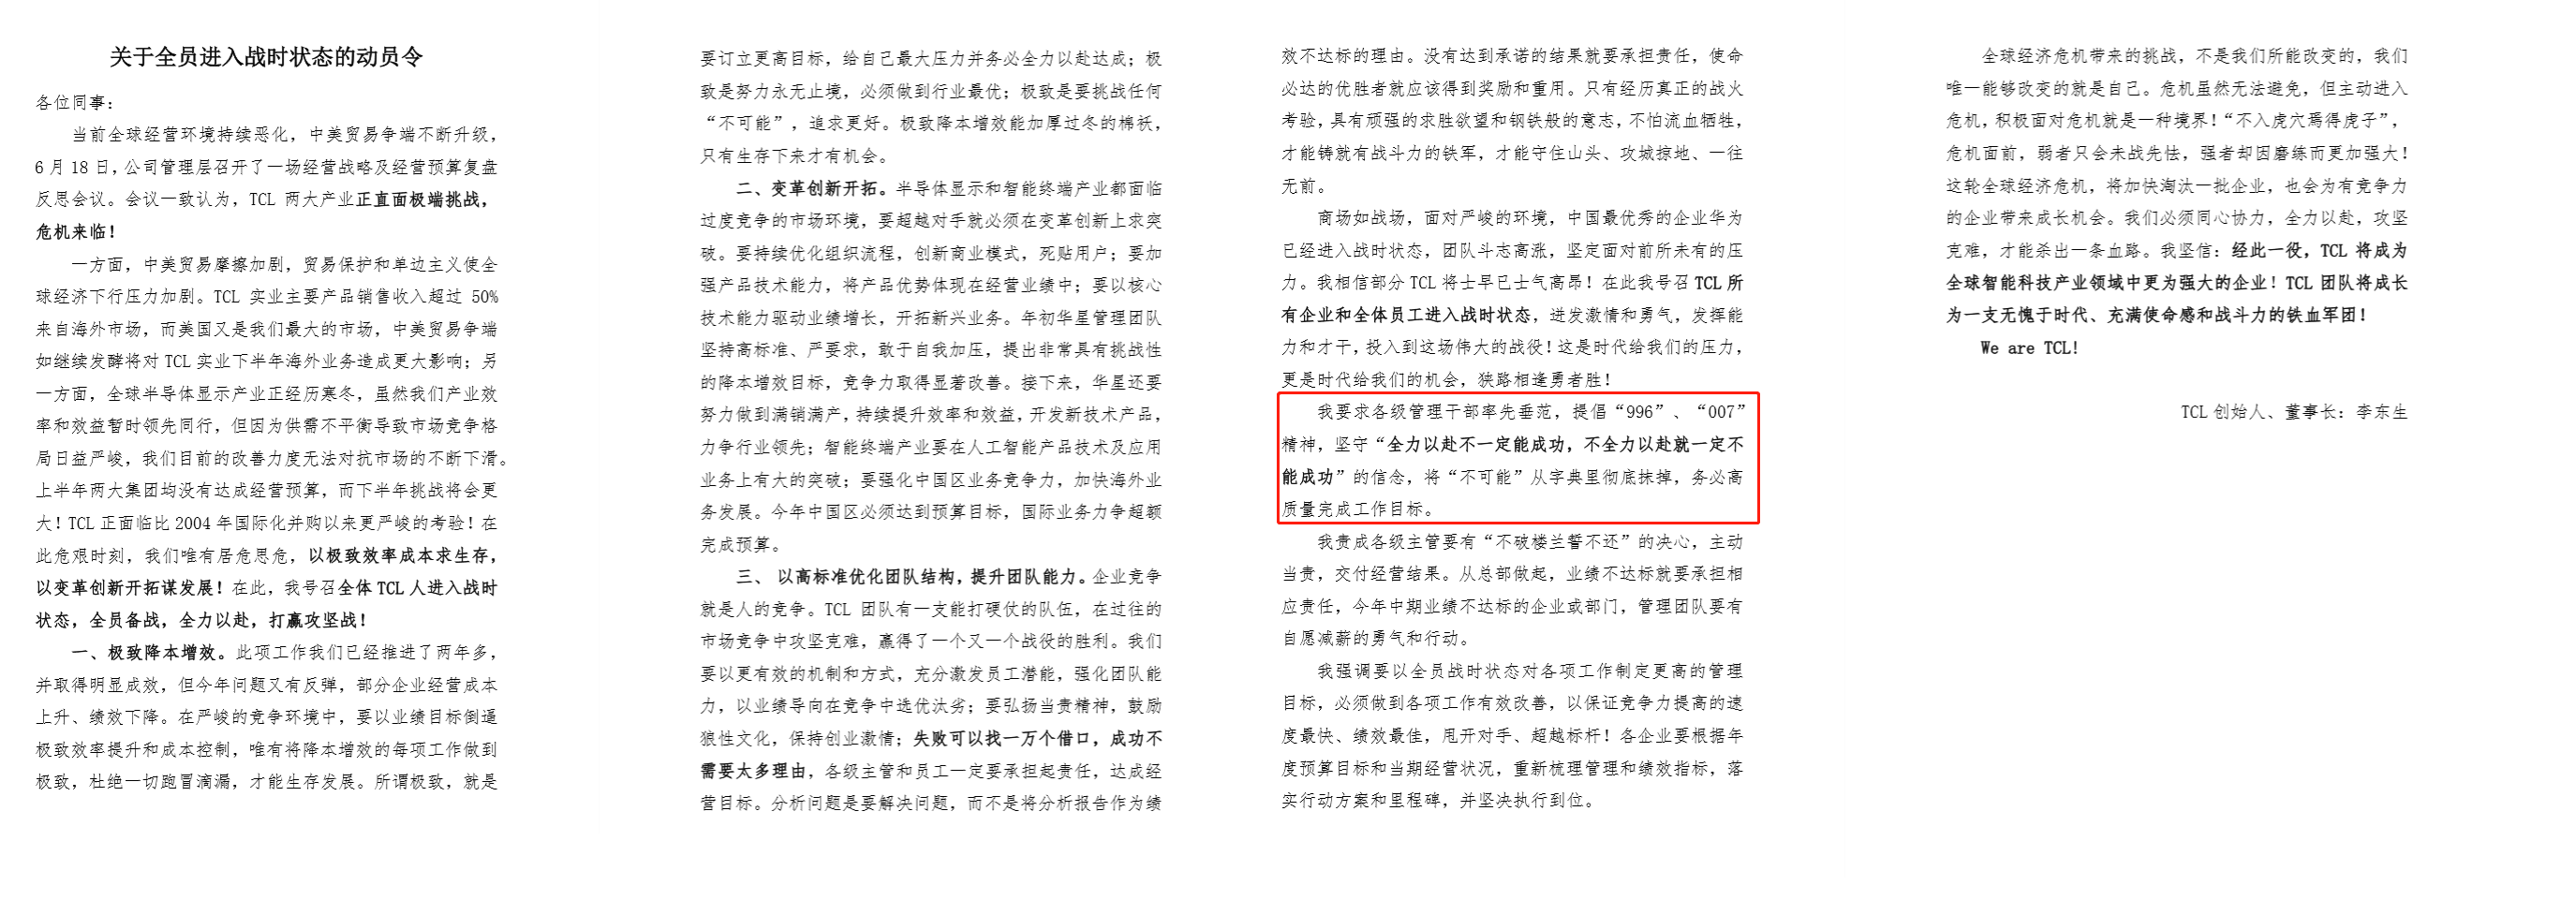 关于全员进入战时状态的动员令
各位同事：
当前全球经营环境持续恶化，中美贸易争端不断升级，
6月18日，公司管理层召开了一场经营战略及经营预算复盘
反思会议。会议一致认为，TCL 两大产业正直面极端挑战，
危机来临！
一方面，中美贸易摩擦加剧，贸易保护和单边主义使全
球经济下行压力加剧。TCL 实业主要产品销售收入超过 50%
来自海外市场，而美国又是我们最大的市场，中美贸易争端
如继续发酵将对TCL实业下半年海外业务造成更大影响；另
一方面，全球半导体显示产业正经历寒冬，虽然我们产业效
率和效益暂时领先同行，但因为供需不平衡导致市场竞争格
局日益严峻，我们目前的改善力度无法对抗市场的不断下滑。
上半年两大集团均没有达成经营预算，而下半年挑战将会更
大！TCL正面临比2004年国际化并购以来更严峻的考验！在
此危艰时刻，我们唯有居危思危，以极致效率成本求生存，
以变革创新开拓谋发展！在此，我号召全体TCL人进入战时
状态，全员备战，全力以赴，打赢攻坚战！
一、极致降本增效。此项工作我们已经推进了两年多，
并取得明显成效，但今年问题又有反弹，部分企业经营成本
上升、绩效下降。在严峻的竞争环境中，要以业绩目标倒逼
极致效率提升和成本控制，唯有将降本增效的每项工作做到
极致，杜绝一切跑冒滴漏，才能生存发展。所谓极致，就是
要订立更高目标，给自己最大压力并务必全力以赴达成；极
致是努力永无止境，必须做到行业最优；极致是要挑战任何
“不可能”，追求更好。极致降本增效能加厚过冬的棉袄，
只有生存下来才有机会。
二、变革创新开拓。半导体显示和智能终端产业都面临
过度竞争的市场环境，要超越对手就必须在变革创新上求突
破。要持续优化组织流程，创新商业模式，死贴用户；要加
强产品技术能力，将产品优势体现在经营业绩中；要以核心
技术能力驱动业绩增长，开拓新兴业务。年初华星管理团队
坚持高标准、严要求，敢于自我加压，提出非常具有挑战性
的降本增效目标，竞争力取得显著改善。接下来，华星还要
努力做到满销满产，持续提升效率和效益，开发新技术产品，
力争行业领先；智能终端产业要在人工智能产品技术及应用
业务上有大的突破；要强化中国区业务竞争力，加快海外业
务发展。今年中国区必须达到预算目标，国际业务力争超额
完成预算。
三、 以高标准优化团队结构，提升团队能力。企业竞争
就是人的竞争。TCL 团队有一支能打硬仗的队伍，在过往的
市场竞争中攻坚克难，赢得了一个又一个战役的胜利。我们
要以更有效的机制和方式，充分激发员工潜能，强化团队能
力，以业绩导向在竞争中选优汰劣；要弘扬当责精神，鼓励
狼性文化，保持创业激情；失败可以找一万个借口，成功不
需要太多理由，各级主管和员工一定要承担起责任，达成经
营目标。分析问题是要解决问题，而不是将分析报告作为绩
效不达标的理由。没有达到承诺的结果就要承担责任，使命
必达的优胜者就应该得到奖励和重用。只有经历真正的战火
考验，具有顽强的求胜欲望和钢铁般的意志，不怕流血牺牲，
才能铸就有战斗力的铁军，才能守住山头、攻城掠地、一往
无前。
商场如战场，面对严峻的环境，中国最优秀的企业华为
已经进入战时状态，团队斗志高涨，坚定面对前所未有的压
力。我相信部分TCL将士早已士气高昂！在此我号召TCL所
有企业和全体员工进入战时状态，迸发激情和勇气，发挥能
力和才干，投入到这场伟大的战役！这是时代给我们的压力，
更是时代给我们的机会，狭路相逢勇者胜！
我要求各级管理干部率先垂范，提倡“996”、“007”
精神，坚守“全力以赴不一定能成功，不全力以赴就一定不
能成功”的信念，将“不可能”从字典里彻底抹掉，务必高
质量完成工作目标。
我责成各级主管要有“不破楼兰誓不还”的决心，主动
当责，交付经营结果。从总部做起，业绩不达标就要承担相
应责任，今年中期业绩不达标的企业或部门，管理团队要有
自愿减薪的勇气和行动。
我强调要以全员战时状态对各项工作制定更高的管理
目标，必须做到各项工作有效改善，以保证竞争力提高的速
度最快、绩效最佳，甩开对手、超越标杆！各企业要根据年
度预算目标和当期经营状况，重新梳理管理和绩效指标，落
实行动方案和里程碑，并坚决执行到位。
全球经济危机带来的挑战，不是我们所能改变的，我们
唯一能够改变的就是自己。危机虽然无法避免，但主动进入
危机，积极面对危机就是一种境界！“不入虎穴焉得虎子”，
危机面前，弱者只会未战先怯，强者却因磨练而更加强大！
这轮全球经济危机，将加快淘汰一批企业，也会为有竞争力
的企业带来成长机会。我们必须同心协力，全力以赴，攻坚
克难，才能杀出一条血路。我坚信：经此一役，TCL 将成为
全球智能科技产业领域中更为强大的企业！TCL 团队将成长
为一支无愧于时代、充满使命感和战斗力的铁血军团！
We are TCL!
TCL创始人、董事长：李东生